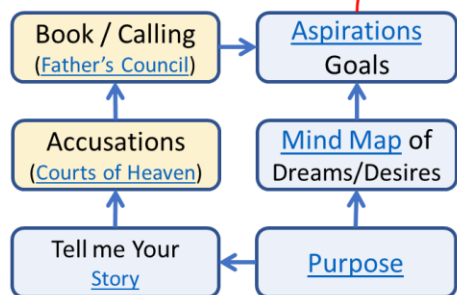 Book / Calling
(Father's Council)
Aspirations
Goals
Accusations
(Courts of Heaven)
Mind Map of
Dreams/Desires
Tell me Your
Story
Purpose